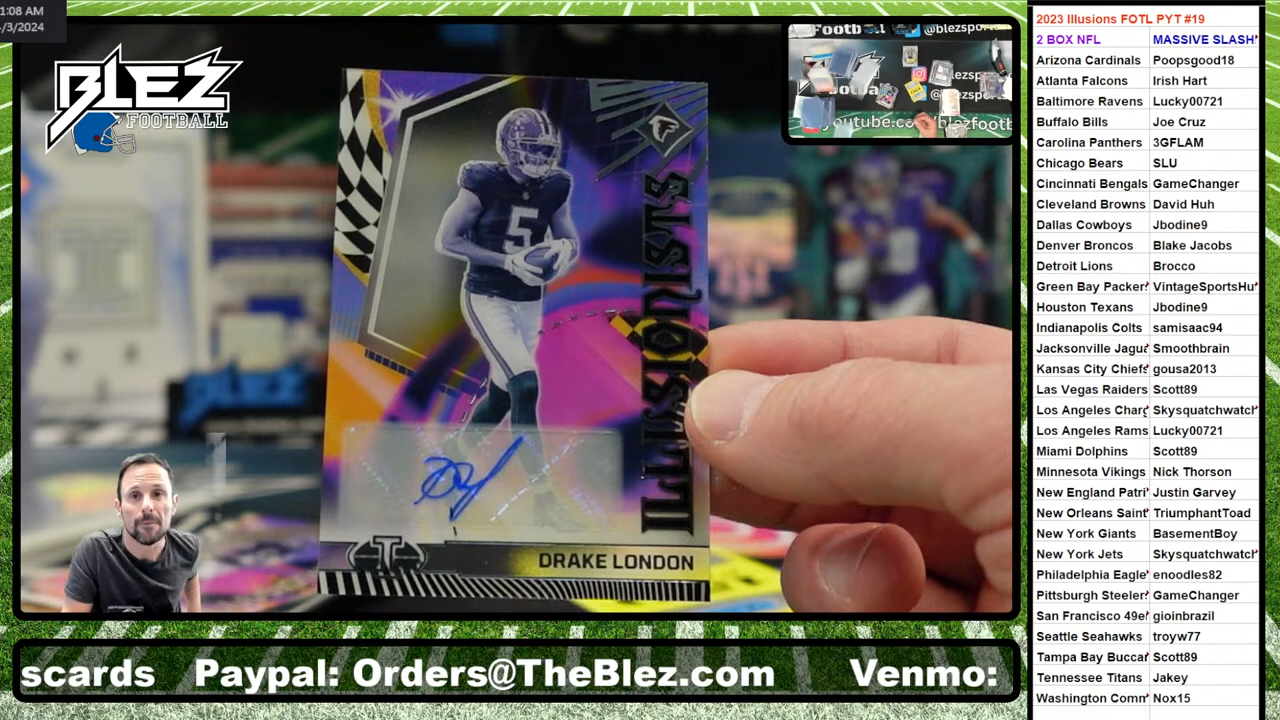 1:08 AM
/3/2024
BLEZ
FOOTBALL
@blezspor
youtube.ca
blezfootb
5
ILLUSIONS
DRAKE LONDON
scards Paypal: Orders@TheBlez.com Venmo:
2023 Illusions FOTL PYT #19
2 BOX NFL MASSIVE SLASH
Arizona Cardinals Poopsgood18
Atlanta Falcons Irish Hart
Baltimore Ravens Lucky00721
Buffalo Bills Joe Cruz
Carolina Panthers 3GFLAM
Chicago Bears SLU
Cincinnati Bengals GameChanger
Cleveland Browns David Huh
Dallas Cowboys Jbodine9
Denver Broncos Blake Jacobs
Detroit Lions Brocco
Green Bay Packer VintageSportsHu
Houston Texans Jbodine9
Indianapolis Colts samisaac94
Jacksonville Jagua Smoothbrain
Kansas City Chiefs gousa2013
Las Vegas Raiders Scott89
Los Angeles Charg Skysquatchwatch
Los Angeles Rams Lucky00721
Miami Dolphins Scott89
Minnesota Vikings Nick Thorson
New England Patri Justin Garvey
New Orleans Saint TriumphantToad
New York Giants BasementBoy
New York Jets Skysquatchwatch
Philadelphia Eagle enoodles82
Pittsburgh Steeler GameChanger
San Francisco 49e gioinbrazil
Seattle Seahawks troyw77
Tampa Bay Buccar Scott89
Tennessee Titans Jakey
Washington Comm Nox15